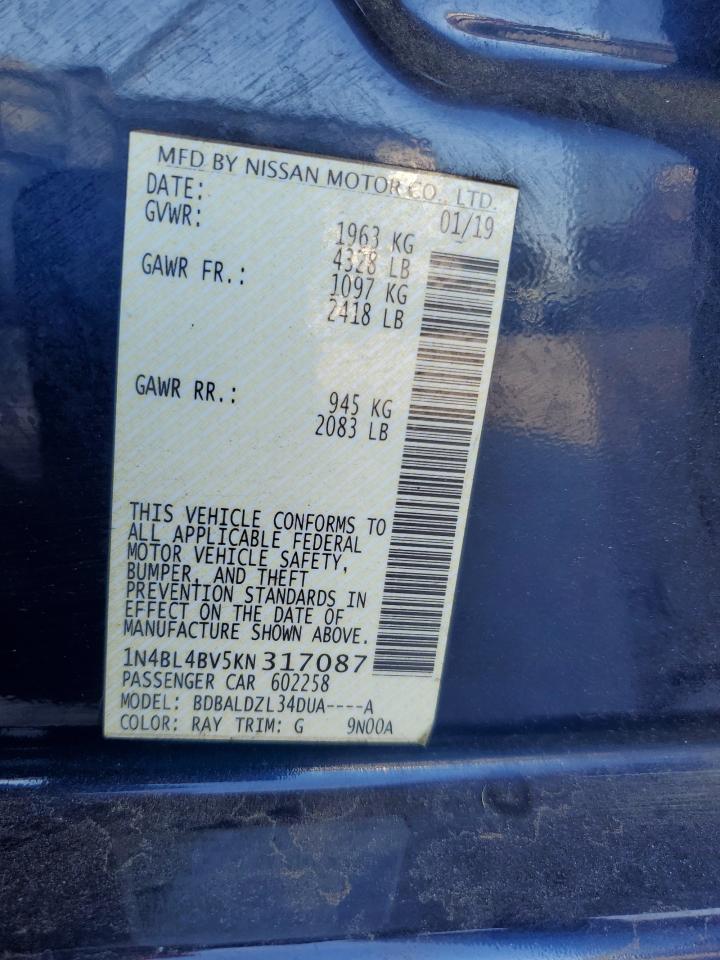 MFD BY NISSAN MOTOR CO., LTD.
DATE: 01/19
GVWR: 1963 KG
4328 LB
GAWR FR.: 1097 KG
2418 LB
GAWR RR.: 945 KG
2083 LB
THIS VEHICLE CONFORMS TO
ALL APPLICABLE FEDERAL
MOTOR VEHICLE SAFETY,
BUMPER, AND THEFT
PREVENTION STANDARDS IN
EFFECT ON THE DATE OF
MANUFACTURE SHOWN ABOVE.
1N4BL4BV5KN317087
PASSENGER CAR 602258
MODEL: BDBALDZL34DUA----A
COLOR: RAY TRIM: G 9N00A